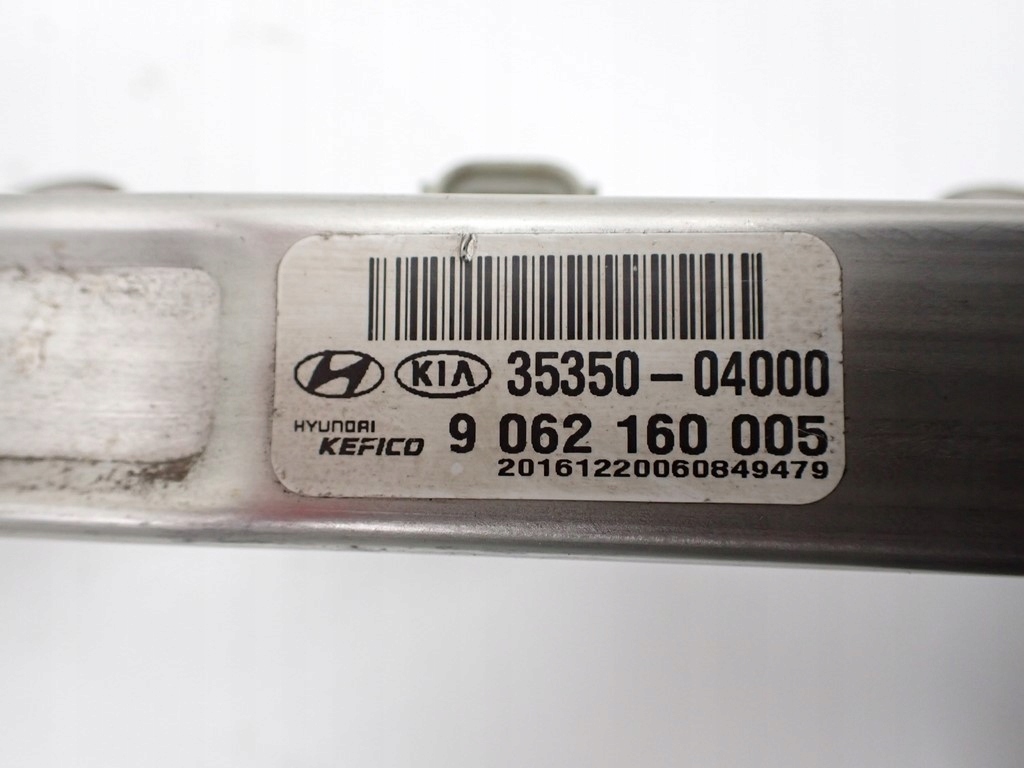 KIA 35350-04000
HYUNDAI
KEFICO 9 062 160 005
20161220060849479